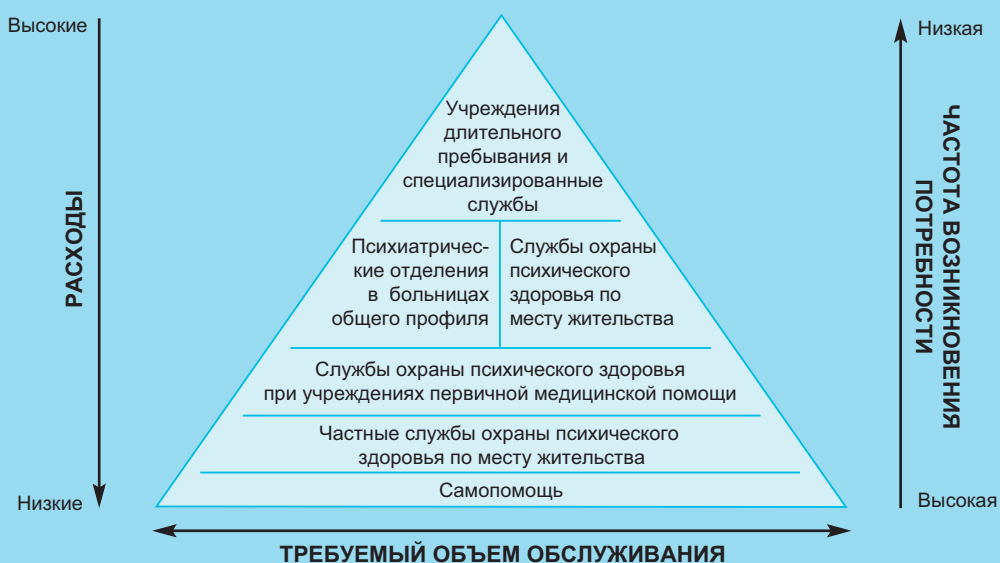 Высокие
Низкая
Учреждения
длительного
пребывания и
специализированные
службы
РАСХОДЫ
ЧАСТОТА ВОЗНИКНОВЕНИЯ
ПОТРЕБНОСТИ
Психиатричес-
кие отделения
в больницах
общего профиля
Службы охраны
психического
здоровья по
месту жительства
Службы охраны психического здоровья
при учреждениях первичной медицинской помощи
Частные службы охраны психического
здоровья по месту жительства
Самопомощь
Низкие
Высокая
ТРЕБУЕМЫЙ ОБЪЕМ ОБСЛУЖИВАНИЯ